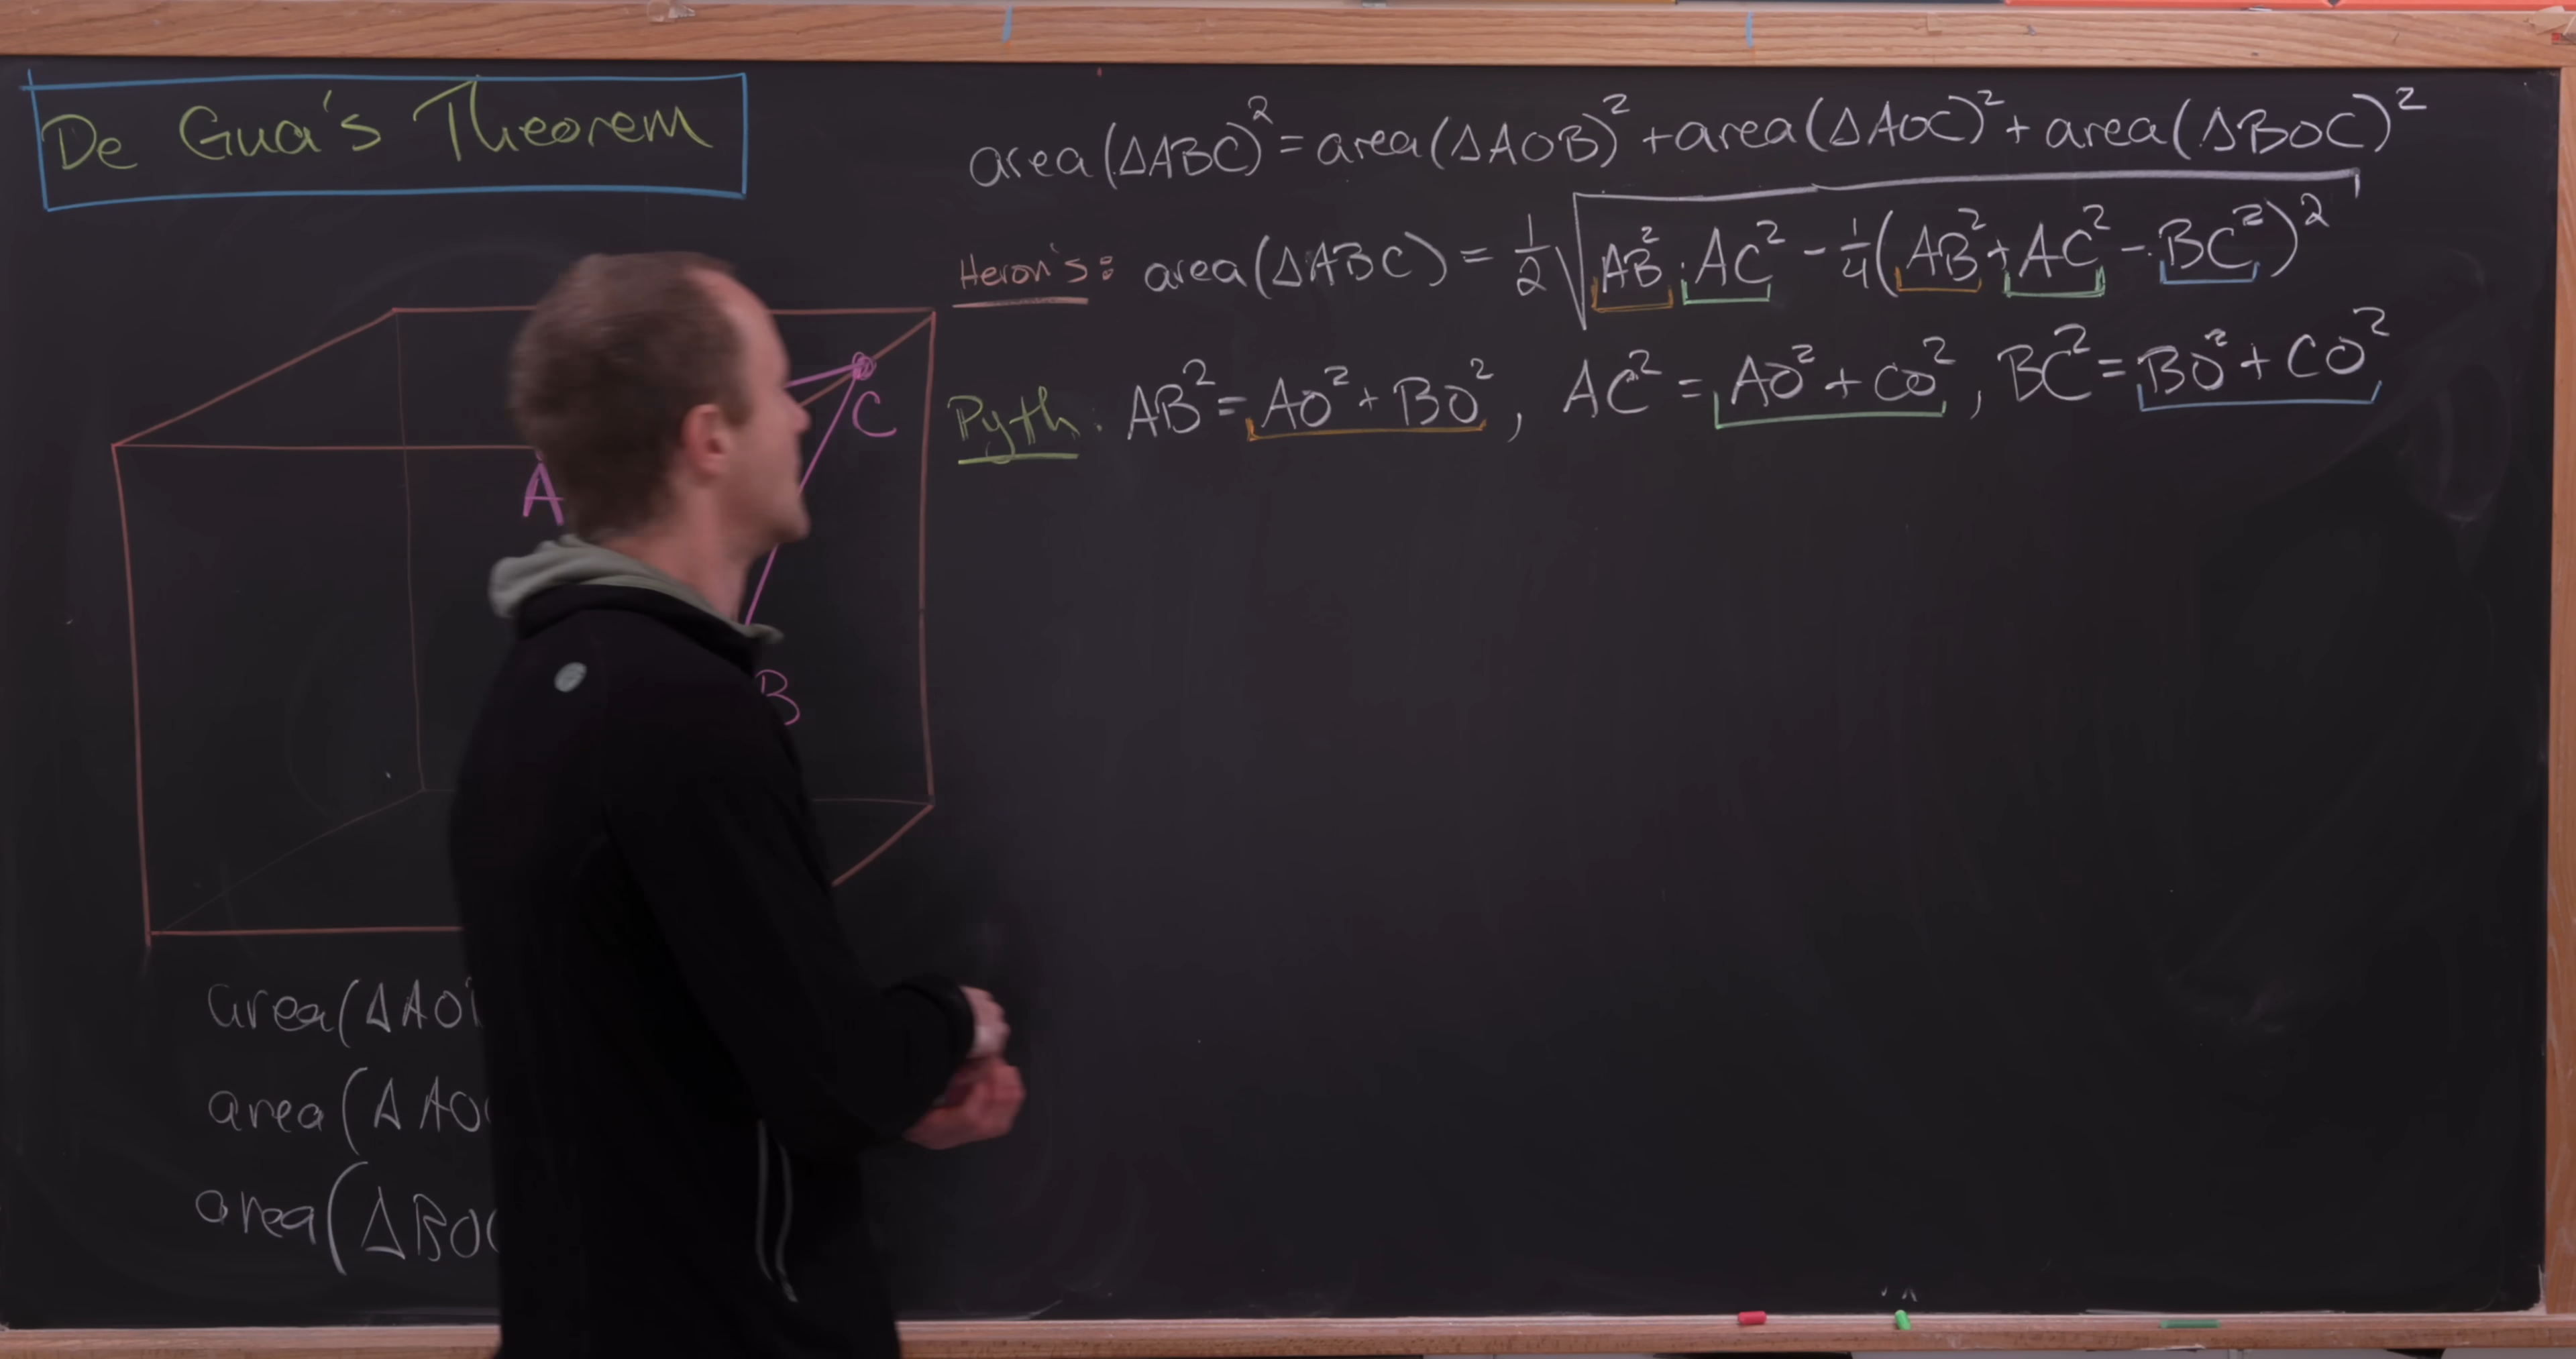 De Gua's Theorem
area(ΔABC)² = area(ΔAOB)² + area(ΔAOC)² + area(ΔBOC)²
Heron's: area(ΔABC) = ½√(AB²·AC² - ¼(AB² + AC² - BC²)²)
Pyth: AB² = AO² + BO², AC² = AO² + CO², BC² = BO² + CO²
C
A
B
area(ΔAO
area(ΔAO
area(ΔBO